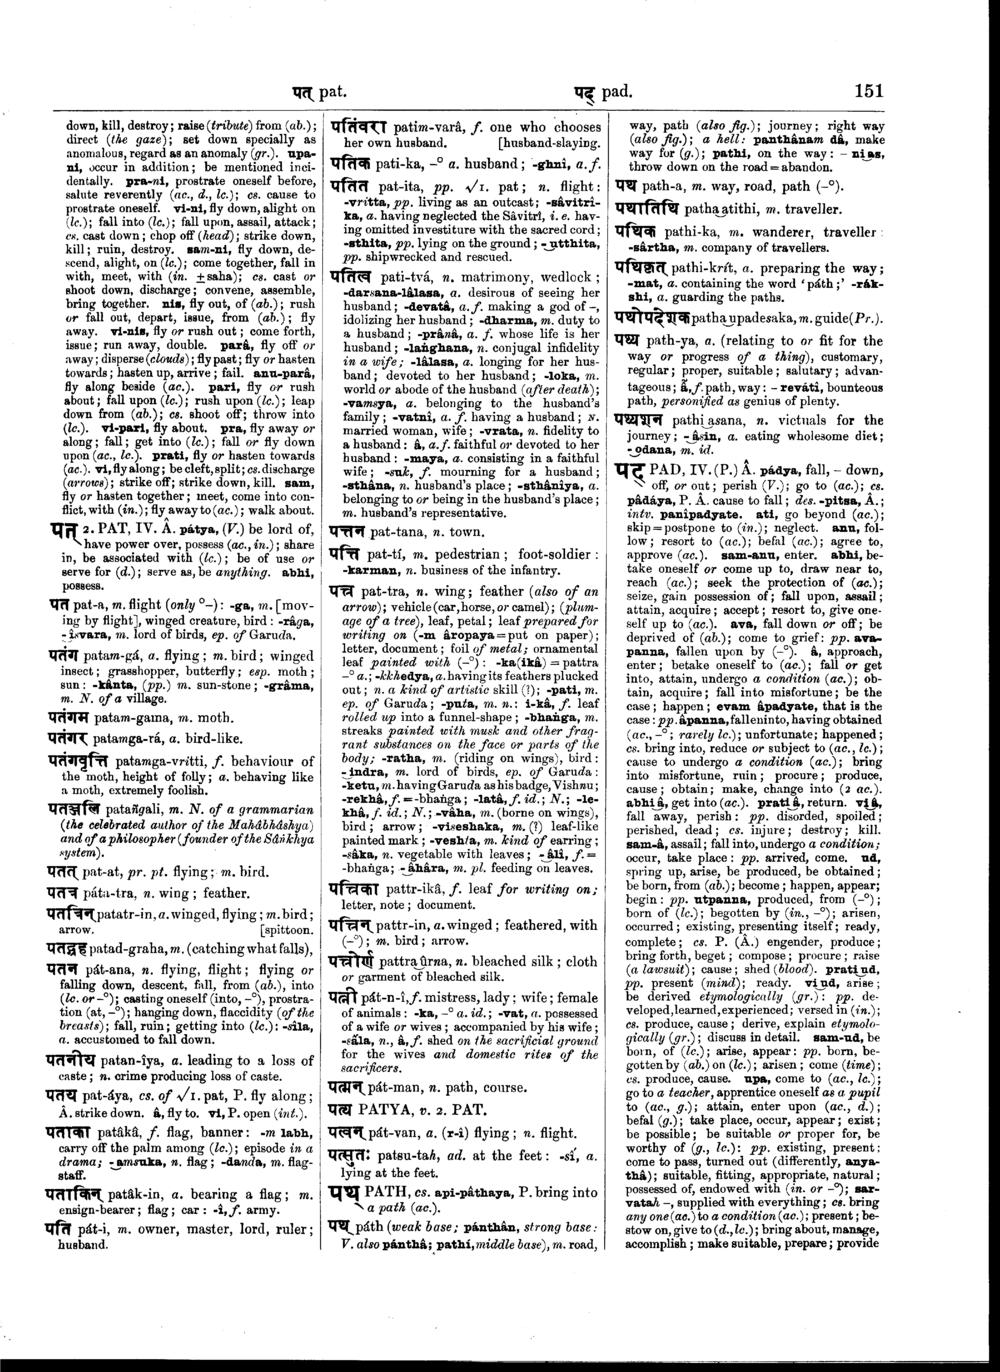 पत् pat.
पद् pad.
151
down, kill, destroy; raise (tribute) from (ab.);
direct (the gaze); set down specially as
anomalous, regard as an anomaly (gr.). upa-
ni, occur in addition; be mentioned inci-
dentally. pra-ni, prostrate oneself before,
salute reverently (ac., d., lc.); cs. cause to
prostrate oneself. vi-ni, fly down, alight on
(lc.); fall into (lc.); fall upon, assail, attack;
cs. cast down; chop off (head); strike down,
kill; ruin, destroy. sam-ni, fly down, de-
scend, alight, on (lc.); come together, fall in
with, meet, with (in. ±saha); cs. cast or
shoot down, discharge; convene, assemble,
bring together. nis, fly out, of (ab.); rush
or fall out, depart, issue, from (ab.); fly
away. vi-nis, fly or rush out; come forth,
issue; run away, double. parâ, fly off or
away; disperse (clouds); fly past; fly or hasten
towards; hasten up, arrive; fail. anu-parâ,
fly along beside (ac.). pari, fly or rush
about; fall upon (lc.); rush upon (lc.); leap
down from (ab.); cs. shoot off; throw into
(lc.). vi-pari, fly about. pra, fly away or
along; fall; get into (lc.); fall or fly down
upon (ac., lc.). prati, fly or hasten towards
(ac.). vi, fly along; be cleft, split; cs. discharge
(arrows); strike off; strike down, kill. sam,
fly or hasten together; meet, come into con-
flict, with (in.); fly away to (ac.); walk about.
पत् 2. PAT, IV. Â. pátya, (V.) be lord of,
have power over, possess (ac., in.); share
in, be associated with (lc.); be of use or
serve for (d.); serve as, be anything. abhi,
possess.
पत pat-a, m. flight (only °-): -ga, m. [mov-
ing by flight], winged creature, bird: -râga,
-̮îsvara, m. lord of birds, ep. of Garuda.
पतंग patam-gá, a. flying; m. bird; winged
insect; grasshopper, butterfly; esp. moth;
sun: -kânta, (pp.) m. sun-stone; -grâma,
m. N. of a village.
पतंगम patam-gama, m. moth.
पतंगर patamga-rá, a. bird-like.
पतंगवृत्ति patamga-vritti, f. behaviour of
the moth, height of folly; a. behaving like
a moth, extremely foolish.
पतञ्जलि patañgali, m. N. of a grammarian
(the celebrated author of the Mahâbhâshya)
and of a philosopher (founder of the Sâṅkhya
system).
पतत् pat-at, pr. pt. flying; m. bird.
पतत्र páta-tra, n. wing; feather.
पतत्रिन् patatr-in, a. winged, flying; m. bird;
arrow. [spittoon.
पतद्ग्रह patad-graha, m. (catching what falls),
पतन pát-ana, n. flying, flight; flying or
falling down, descent, fall, from (ab.), into
(lc. or -°); casting oneself (into, -°), prostra-
tion (at, -°); hanging down, flaccidity (of the
breasts); fall, ruin; getting into (lc.): -sîla,
a. accustomed to fall down.
पतनीय patan-îya, a. leading to a loss of
caste; n. crime producing loss of caste.
पतय pat-áya, cs. of √1. pat, P. fly along;
Â. strike down. â, fly to. vi, P. open (int.).
पताका patâkâ, f. flag, banner: -m labh,
carry off the palm among (lc.); episode in a
drama; -̮amsuka, n. flag; -danda, m. flag-
staff.
पताकिन् patâk-in, a. bearing a flag; m.
ensign-bearer; flag; car: -î, f. army.
पति pát-i, m. owner, master, lord, ruler;
husband.
पतिंवरा patim-varâ, f. one who chooses
her own husband. [husband-slaying.
पतिक pati-ka, -° a. husband; -ghnî, a. f.
पतित pat-ita, pp. √1. pat; n. flight:
-vritta, pp. living as an outcast; -sâvitri-
ka, a. having neglected the Sâvitrî, i. e. hav-
ing omitted investiture with the sacred cord;
-sthita, pp. lying on the ground; -̮utthita,
pp. shipwrecked and rescued.
पतित्व pati-tvá, n. matrimony, wedlock;
-darsana-lâlasa, a. desirous of seeing her
husband; -devatâ, a. f. making a god of -,
idolizing her husband; -dharma, m. duty to
a husband; -prânâ, a. f. whose life is her
husband; -laṅghana, n. conjugal infidelity
in a wife; -lâlasa, a. longing for her hus-
band; devoted to her husband; -loka, m.
world or abode of the husband (after death);
-vamsya, a. belonging to the husband's
family; -vatnî, a. f. having a husband; N.
married woman, wife; -vrata, n. fidelity to
a husband: â, a. f. faithful or devoted to her
husband: -maya, a. consisting in a faithful
wife; -suk, f. mourning for a husband;
-sthâna, n. husband's place; -sthâniya, a.
belonging to or being in the husband's place;
m. husband's representative.
पत्तन pat-tana, n. town.
पत्ति pat-tí, m. pedestrian; foot-soldier:
-karman, n. business of the infantry.
पत्त्र pat-tra, n. wing; feather (also of an
arrow); vehicle (car, horse, or camel); (plum-
age of a tree), leaf, petal; leaf prepared for
writing on (-m âropaya=put on paper);
letter, document; foil of metal; ornamental
leaf painted with (-°): -ka(ikâ) = pattra
-° a.; -kkhedya, a. having its feathers plucked
out; n. a kind of artistic skill (?); -pati, m.
ep. of Garuda; -puta, m. n.: i-kâ, f. leaf
rolled up into a funnel-shape; -bhaṅga, m.
streaks painted with musk and other frag-
rant substances on the face or parts of the
body; -ratha, m. (riding on wings), bird:
-̮indra, m. lord of birds, ep. of Garuda:
-ketu, m. having Garuda as his badge, Vishnu;
-rekhâ, f. = -bhaṅga; -latâ, f. id.; N.; -le-
khâ, f. id.; N.; -vâha, m. (borne on wings),
bird; arrow; -viseshaka, m. (?) leaf-like
painted mark; -veshta, m. kind of earring;
-sâka, n. vegetable with leaves; -̮âlî, f.=
-bhaṅga; -̮âhâra, m. pl. feeding on leaves.
पत्त्रिका pattr-ikâ, f. leaf for writing on;
letter, note; document.
पत्त्रिन् pattr-in, a. winged; feathered, with
(-°); m. bird; arrow.
पत्त्रोर्ण pattra̮ûrna, n. bleached silk; cloth
or garment of bleached silk.
पत्नी pát-n-î, f. mistress, lady; wife; female
of animals: -ka, -° a. id.; -vat, a. possessed
of a wife or wives; accompanied by his wife;
-sâla, n., â, f. shed on the sacrificial ground
for the wives and domestic rites of the
sacrificers.
पत्मन् pát-man, n. path, course.
पत्य PATYA, v. 2. PAT.
पत्वन् pát-van, a. (r-î) flying; n. flight.
पत्सुतः patsu-tah, ad. at the feet: -sî́, a.
lying at the feet.
पथ् PATH, cs. api-pâthaya, P. bring into
a path (ac.).
पथ् páth (weak base; pánthân, strong base:
V. also pánthâ; pathí, middle base), m. road,
way, path (also fig.); journey; right way
(also fig.); a hell: panthânam dâ, make
way for (g.); pathi, on the way: - nias,
throw down on the road = abandon.
पथ path-a, m. way, road, path (-°).
पथातिथि patha̮atithi, m. traveller.
पथिक pathi-ka, m. wanderer, traveller:
-sârtha, m. company of travellers.
पथिकृत् pathi-krít, a. preparing the way;
-mat, a. containing the word 'páth;' -rák-
shi, a. guarding the paths.
पथोपदेशक patha̮upadesaka, m. guide (Pr.).
पथ्य path-ya, a. (relating to or fit for the
way or progress of a thing), customary,
regular; proper, suitable; salutary; advan-
tageous; ấ, f. path, way: - reváti, bounteous
path, personified as genius of plenty.
पथ्यशन pathi̮asana, n. victuals for the
journey; -̮âsin, a. eating wholesome diet;
-̮odana, m. id.
पद् PAD, IV. (P.) Â. pádya, fall, - down,
off, or out; perish (V.); go to (ac.); cs.
pâdáya, P. Â. cause to fall; des. -pitsa, Â.;
intv. panipadyate. ati, go beyond (ac.);
skip = postpone to (in.); neglect. anu, fol-
low; resort to (ac.); befal (ac.); agree to,
approve (ac.). sam-anu, enter. abhi, be-
take oneself or come up to, draw near to,
reach (ac.); seek the protection of (ac.);
seize, gain possession of; fall upon, assail;
attain, acquire; accept; resort to, give one-
self up to (ac.). ava, fall down or off; be
deprived of (ab.); come to grief: pp. ava-
panna, fallen upon by (-°). â, approach,
enter; betake oneself to (ac.); fall or get
into, attain, undergo a condition (ac.); ob-
tain, acquire; fall into misfortune; be the
case; happen; evam âpadyate, that is the
case: pp. âpanna, fallen into, having obtained
(ac., -°; rarely lc.); unfortunate; happened;
cs. bring into, reduce or subject to (ac., lc.);
cause to undergo a condition (ac.); bring
into misfortune, ruin; procure; produce,
cause; obtain; make, change into (2 ac.).
abhi̮â, get into (ac.). prati̮â, return. vi̮â,
fall away, perish: pp. disorded, spoiled;
perished, dead; cs. injure; destroy; kill.
sam-â, assail; fall into, undergo a condition;
occur, take place: pp. arrived, come. ud,
spring up, arise, be produced, be obtained;
be born, from (ab.); become; happen, appear;
begin: pp. utpanna, produced, from (-°);
born of (lc.); begotten by (in., -°); arisen,
occurred; existing, presenting itself; ready,
complete; cs. P. (Â.) engender, produce;
bring forth, beget; compose; procure; raise
(a lawsuit); cause; shed (blood). prati̮ud,
pp. present (mind); ready. vi̮ud, arise;
be derived etymologically (gr.): pp. de-
veloped, learned, experienced; versed in (in.);
cs. produce, cause; derive, explain etymolo-
gically (gr.); discuss in detail. sam-ud, be
born, of (lc.); arise, appear: pp. born, be-
gotten by (ab.) on (lc.); arisen; come (time);
cs. produce, cause. upa, come to (ac., lc.);
go to a teacher, apprentice oneself as a pupil
to (ac., g.); attain, enter upon (ac., d.);
befal (g.); take place, occur, appear; exist;
be possible; be suitable or proper for, be
worthy of (g., lc.): pp. existing, present;
come to pass, turned out (differently, anya-
thâ); suitable, fitting, appropriate, natural;
possessed of, endowed with (in. or -°); sar-
vatah -, supplied with everything; cs. bring
any one (ac.) to a condition (ac.); present; be-
stow on, give to (d., lc.); bring about, manage,
accomplish; make suitable, prepare; provide